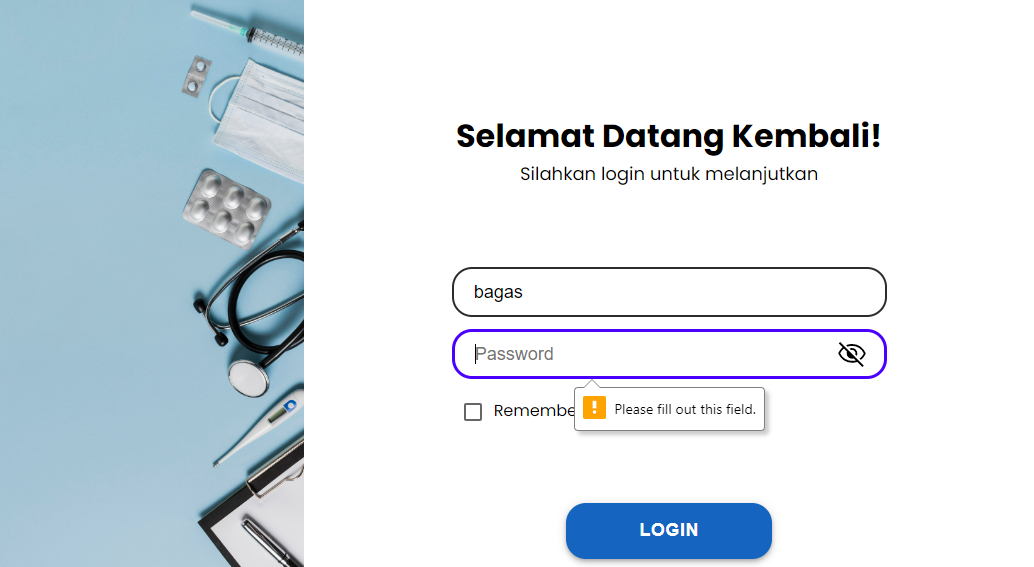 Selamat Datang Kembali!
Silahkan login untuk melanjutkan
bagas
Password
Remembe
Please fill out this field.
LOGIN